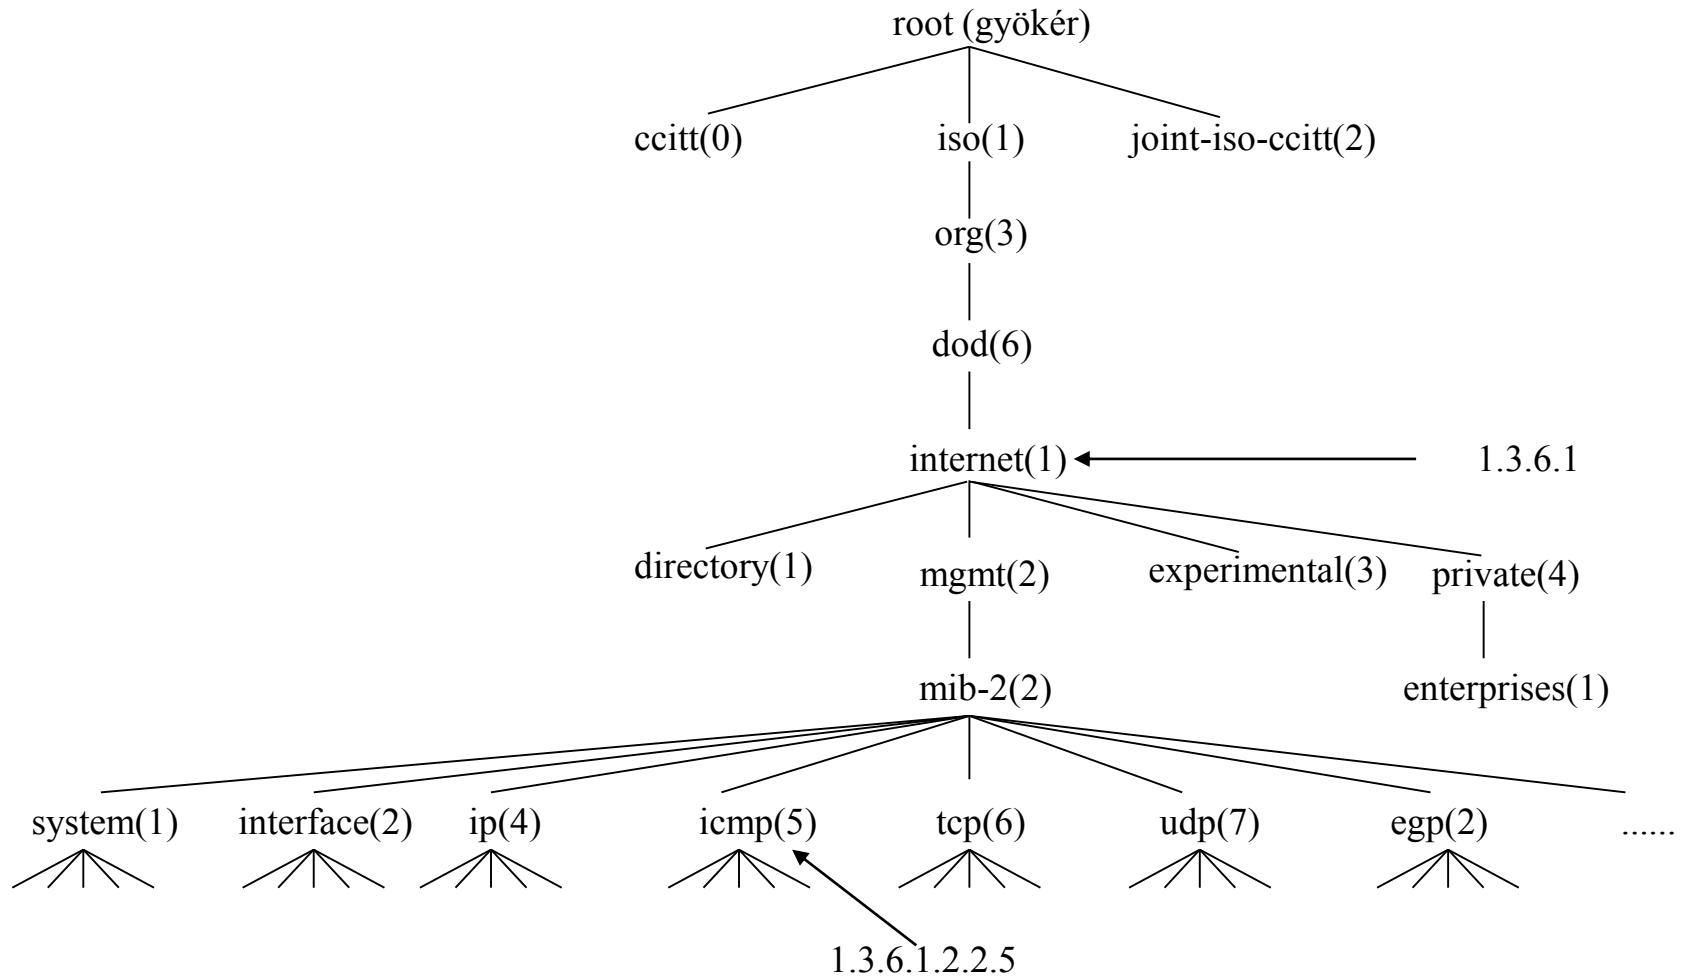 root (gyökér)
ccitt(0)
iso(1)
joint-iso-ccitt(2)
org(3)
dod(6)
internet(1)
1.3.6.1
directory(1)
mgmt(2)
experimental(3)
private(4)
mib-2(2)
enterprises(1)
system(1)
interface(2)
ip(4)
icmp(5)
tcp(6)
udp(7)
egp(2)
......
1.3.6.1.2.2.5